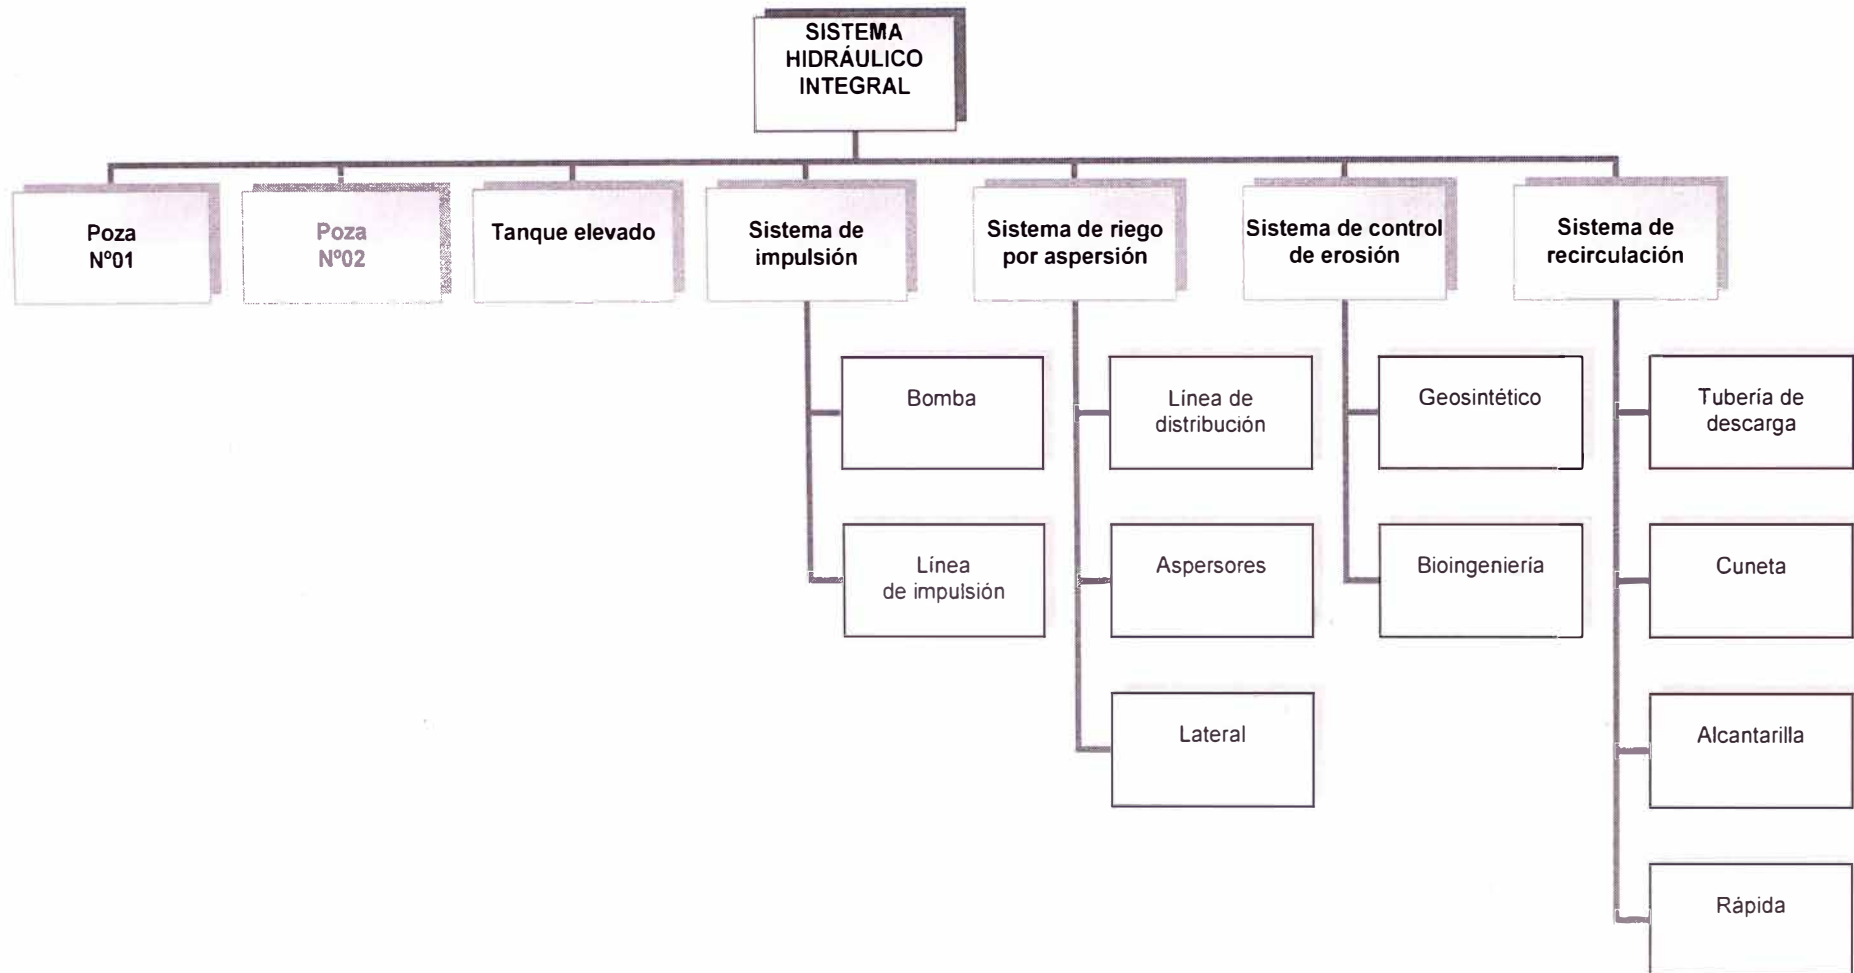 SISTEMA
HIDRÁULICO
INTEGRAL
Poza
Nº01
Poza
Nº02
Tanque elevado
Sistema de
impulsión
Sistema de riego
por aspersión
Sistema de control
de erosión
Sistema de
recirculación
Bomba
Línea de
distribución
Geosintético
Tubería de
descarga
Línea
de impulsión
Aspersores
Bioingeniería
Cuneta
Lateral
Alcantarilla
Rápida